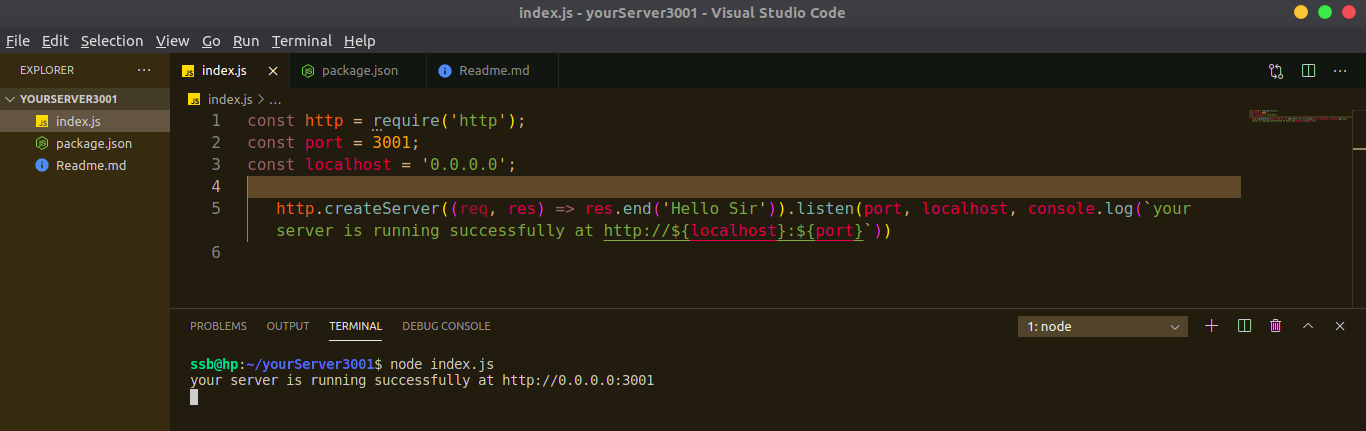 index.js - yourServer3001 - Visual Studio Code
File Edit Selection View Go Run Terminal Help
EXPLORER ···
index.js × package.json Readme.md ···
YOURSERVER3001
index.js
package.json
Readme.md
index.js > ...
1 const http = require('http');
2 const port = 3001;
3 const localhost = '0.0.0.0';
4
5 http.createServer((req, res) => res.end('Hello Sir')).listen(port, localhost, console.log(`your
server is running successfully at http://${localhost}:${port}`))
6
PROBLEMS OUTPUT TERMINAL DEBUG CONSOLE 1: node
ssb@hp:~/yourServer3001$ node index.js
your server is running successfully at http://0.0.0.0:3001